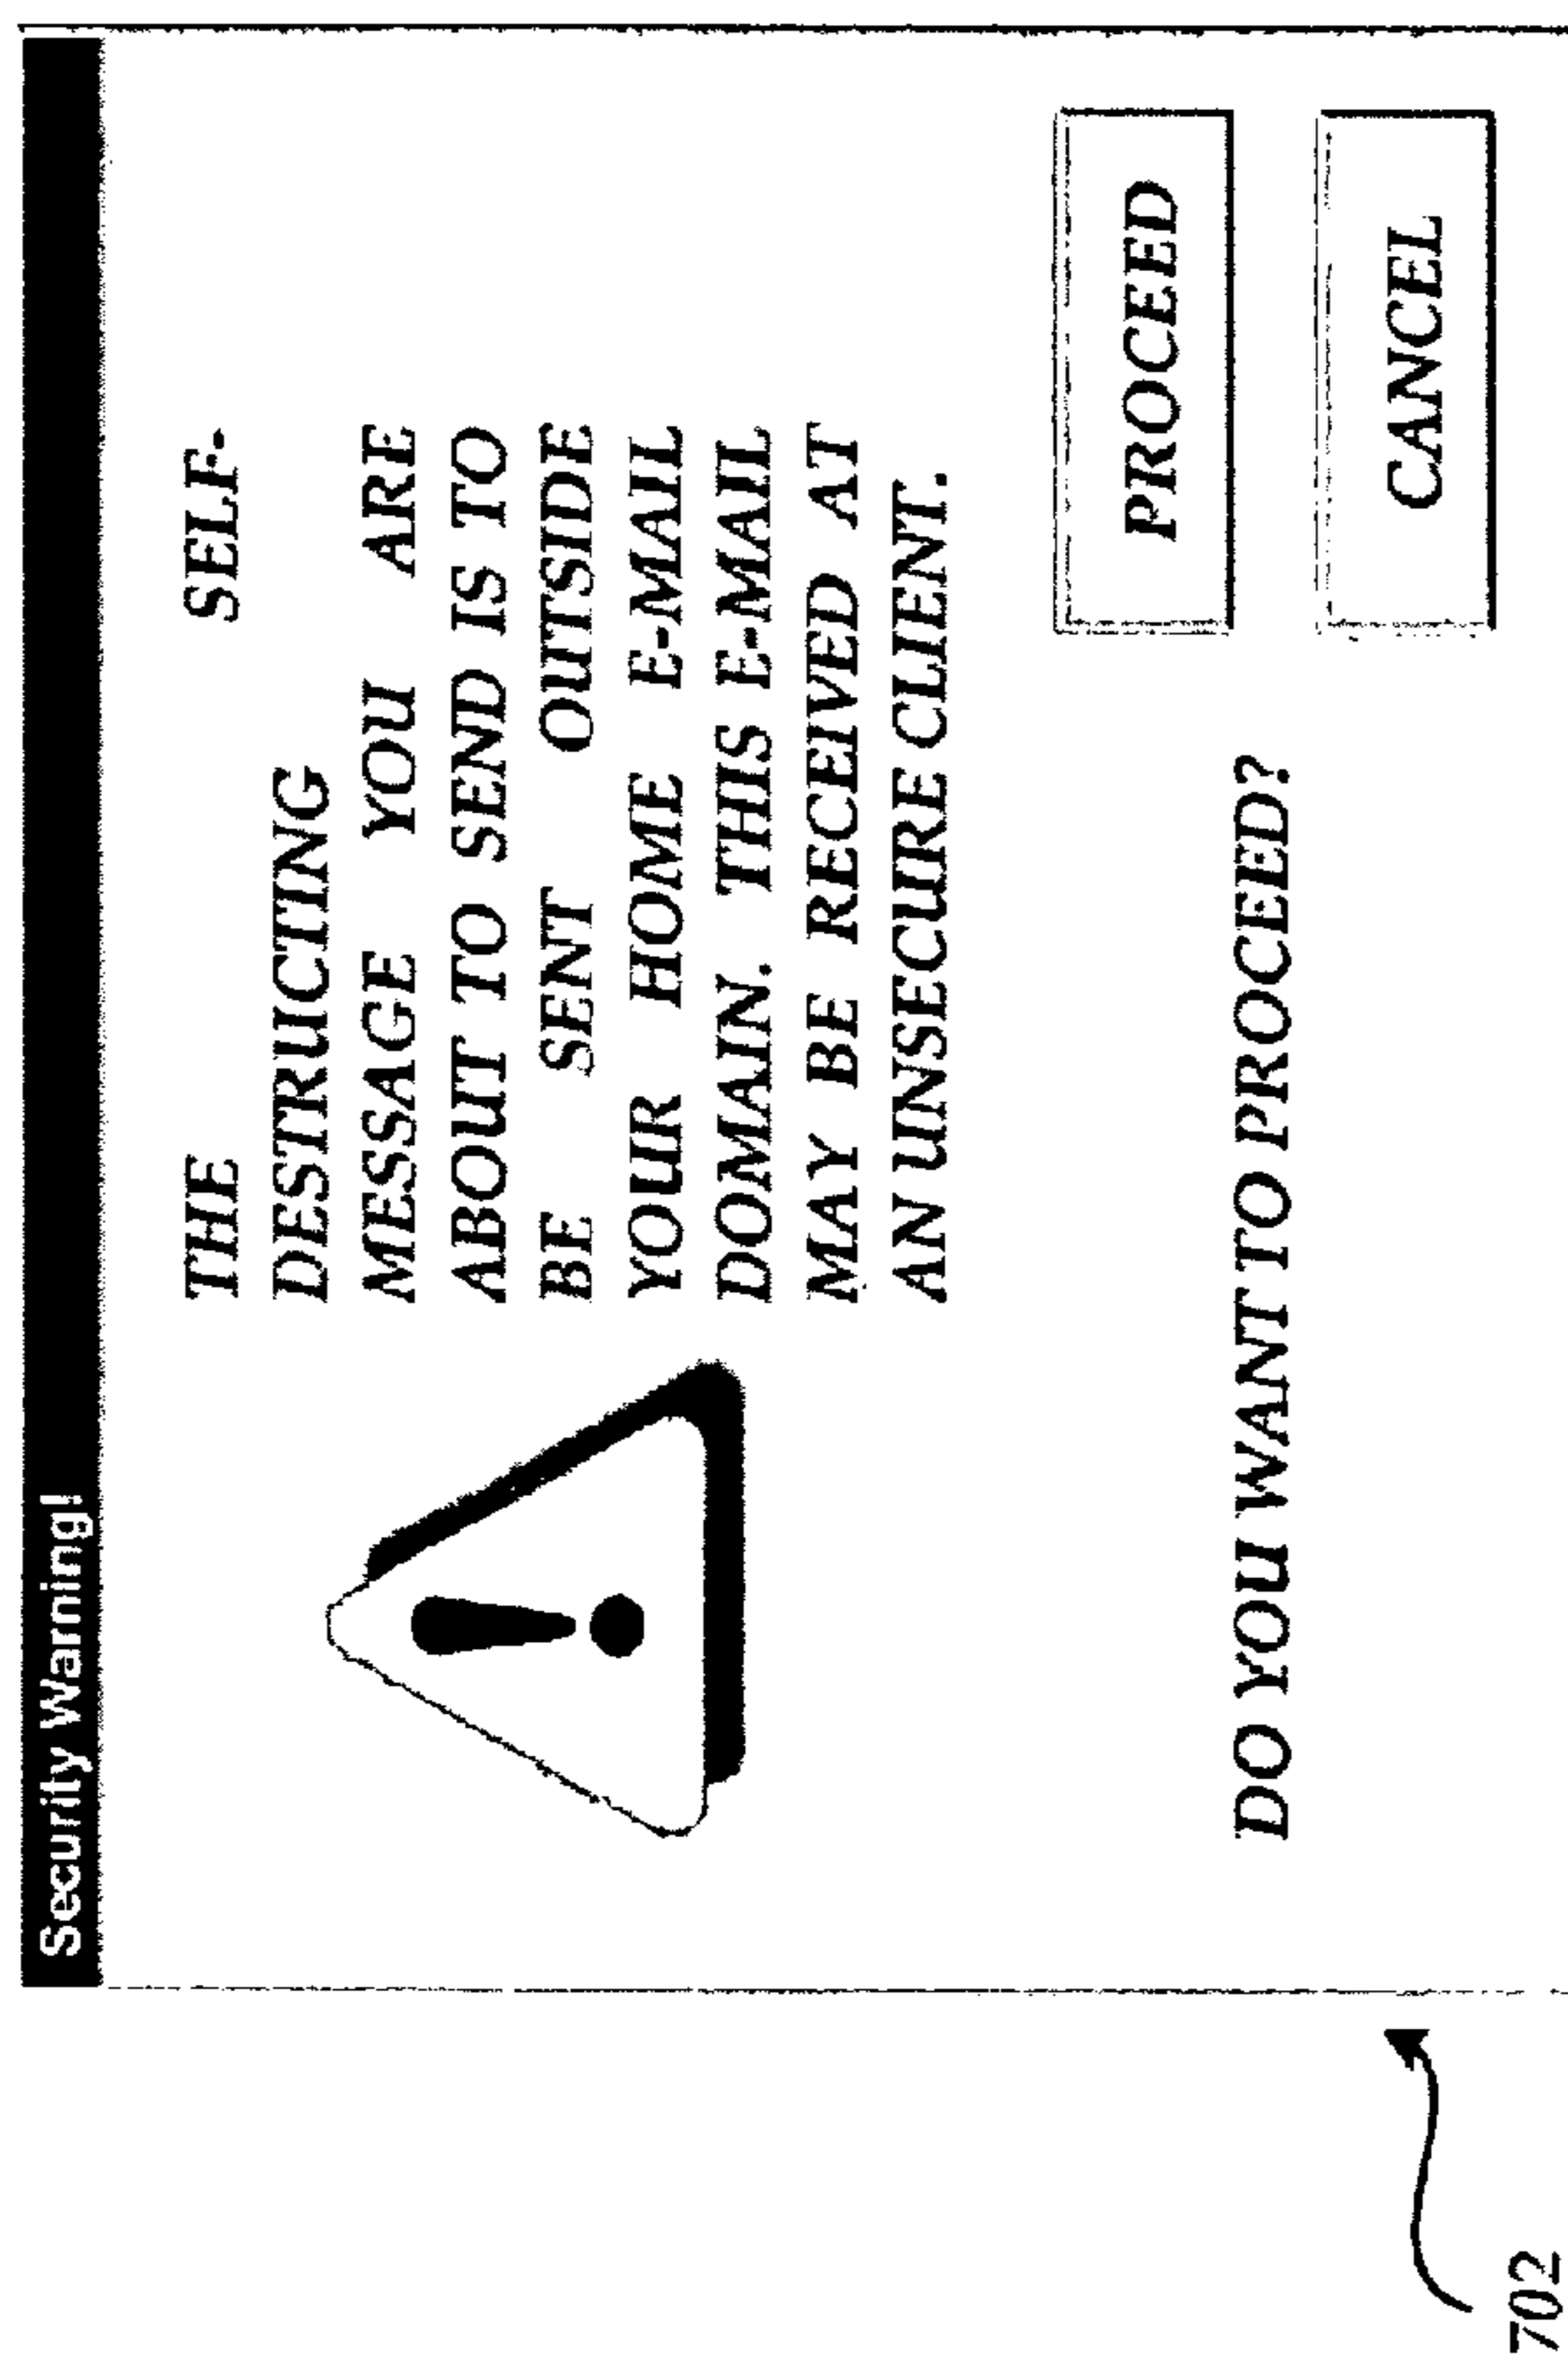 Security Warning!
THE SELF-
DESTRUCTING
MESSAGE YOU ARE
ABOUT TO SEND IS TO
BE SENT OUTSIDE
YOUR HOME E-MAIL
DOMAIN. THIS E-MAIL
MAY BE RECEIVED AT
AN UNSECURE CLIENT.
PROCEED
DO YOU WANT TO PROCEED?
CANCEL
702